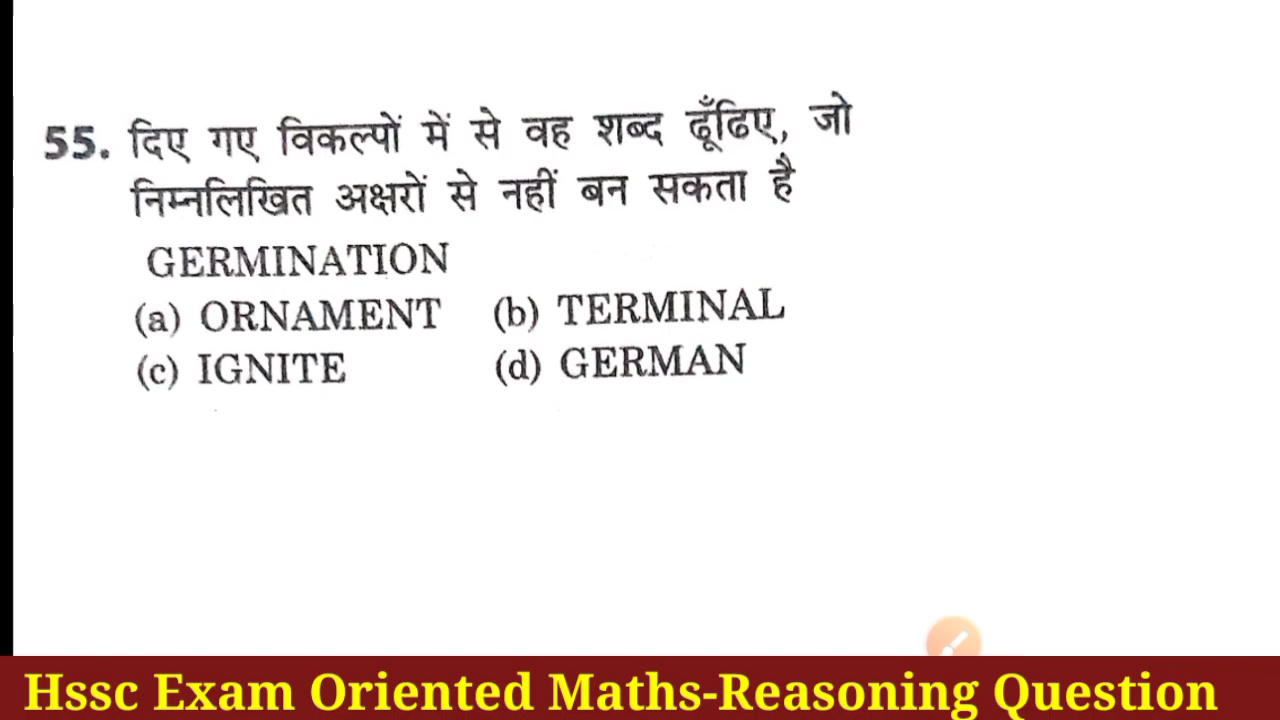 55. दिए गए विकल्पों में से वह शब्द ढूँढिए, जो
निम्नलिखित अक्षरों से नहीं बन सकता है
GERMINATION
(a) ORNAMENT (b) TERMINAL
(c) IGNITE (d) GERMAN
Hssc Exam Oriented Maths-Reasoning Question